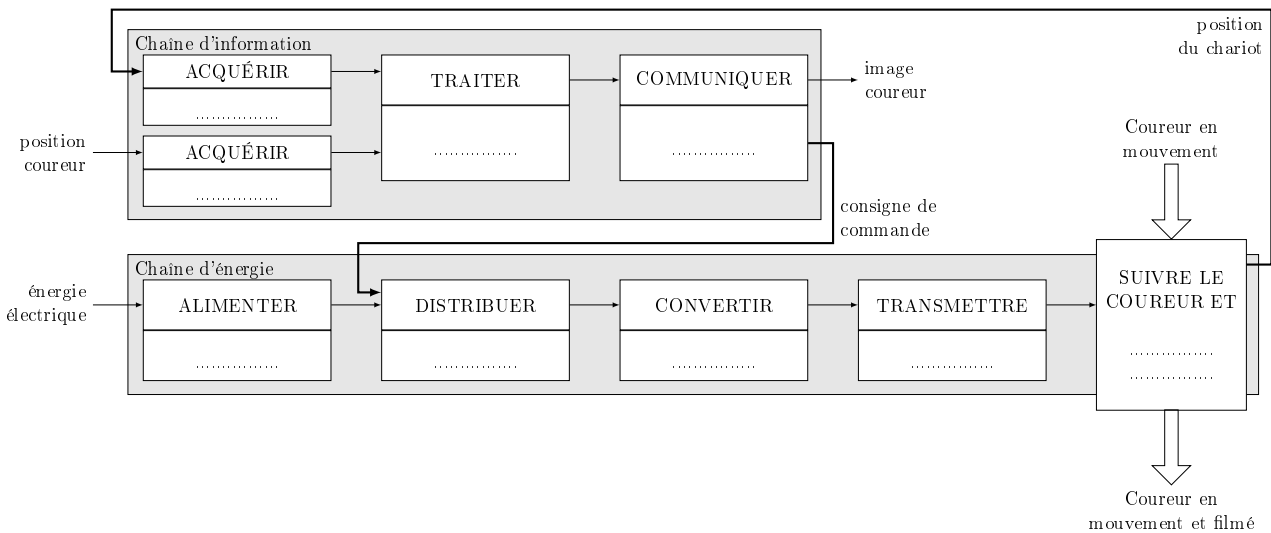 position
du chariot
Chaîne d'information
ACQUÉRIR
................
TRAITER
................
COMMUNIQUER
................
image
coureur
position
coureur
ACQUÉRIR
................
Coureur en
mouvement
consigne de
commande
Chaîne d'énergie
énergie
électrique
ALIMENTER
................
DISTRIBUER
................
CONVERTIR
................
TRANSMETTRE
................
SUIVRE LE
COUREUR ET
................
................
Coureur en
mouvement et filmé